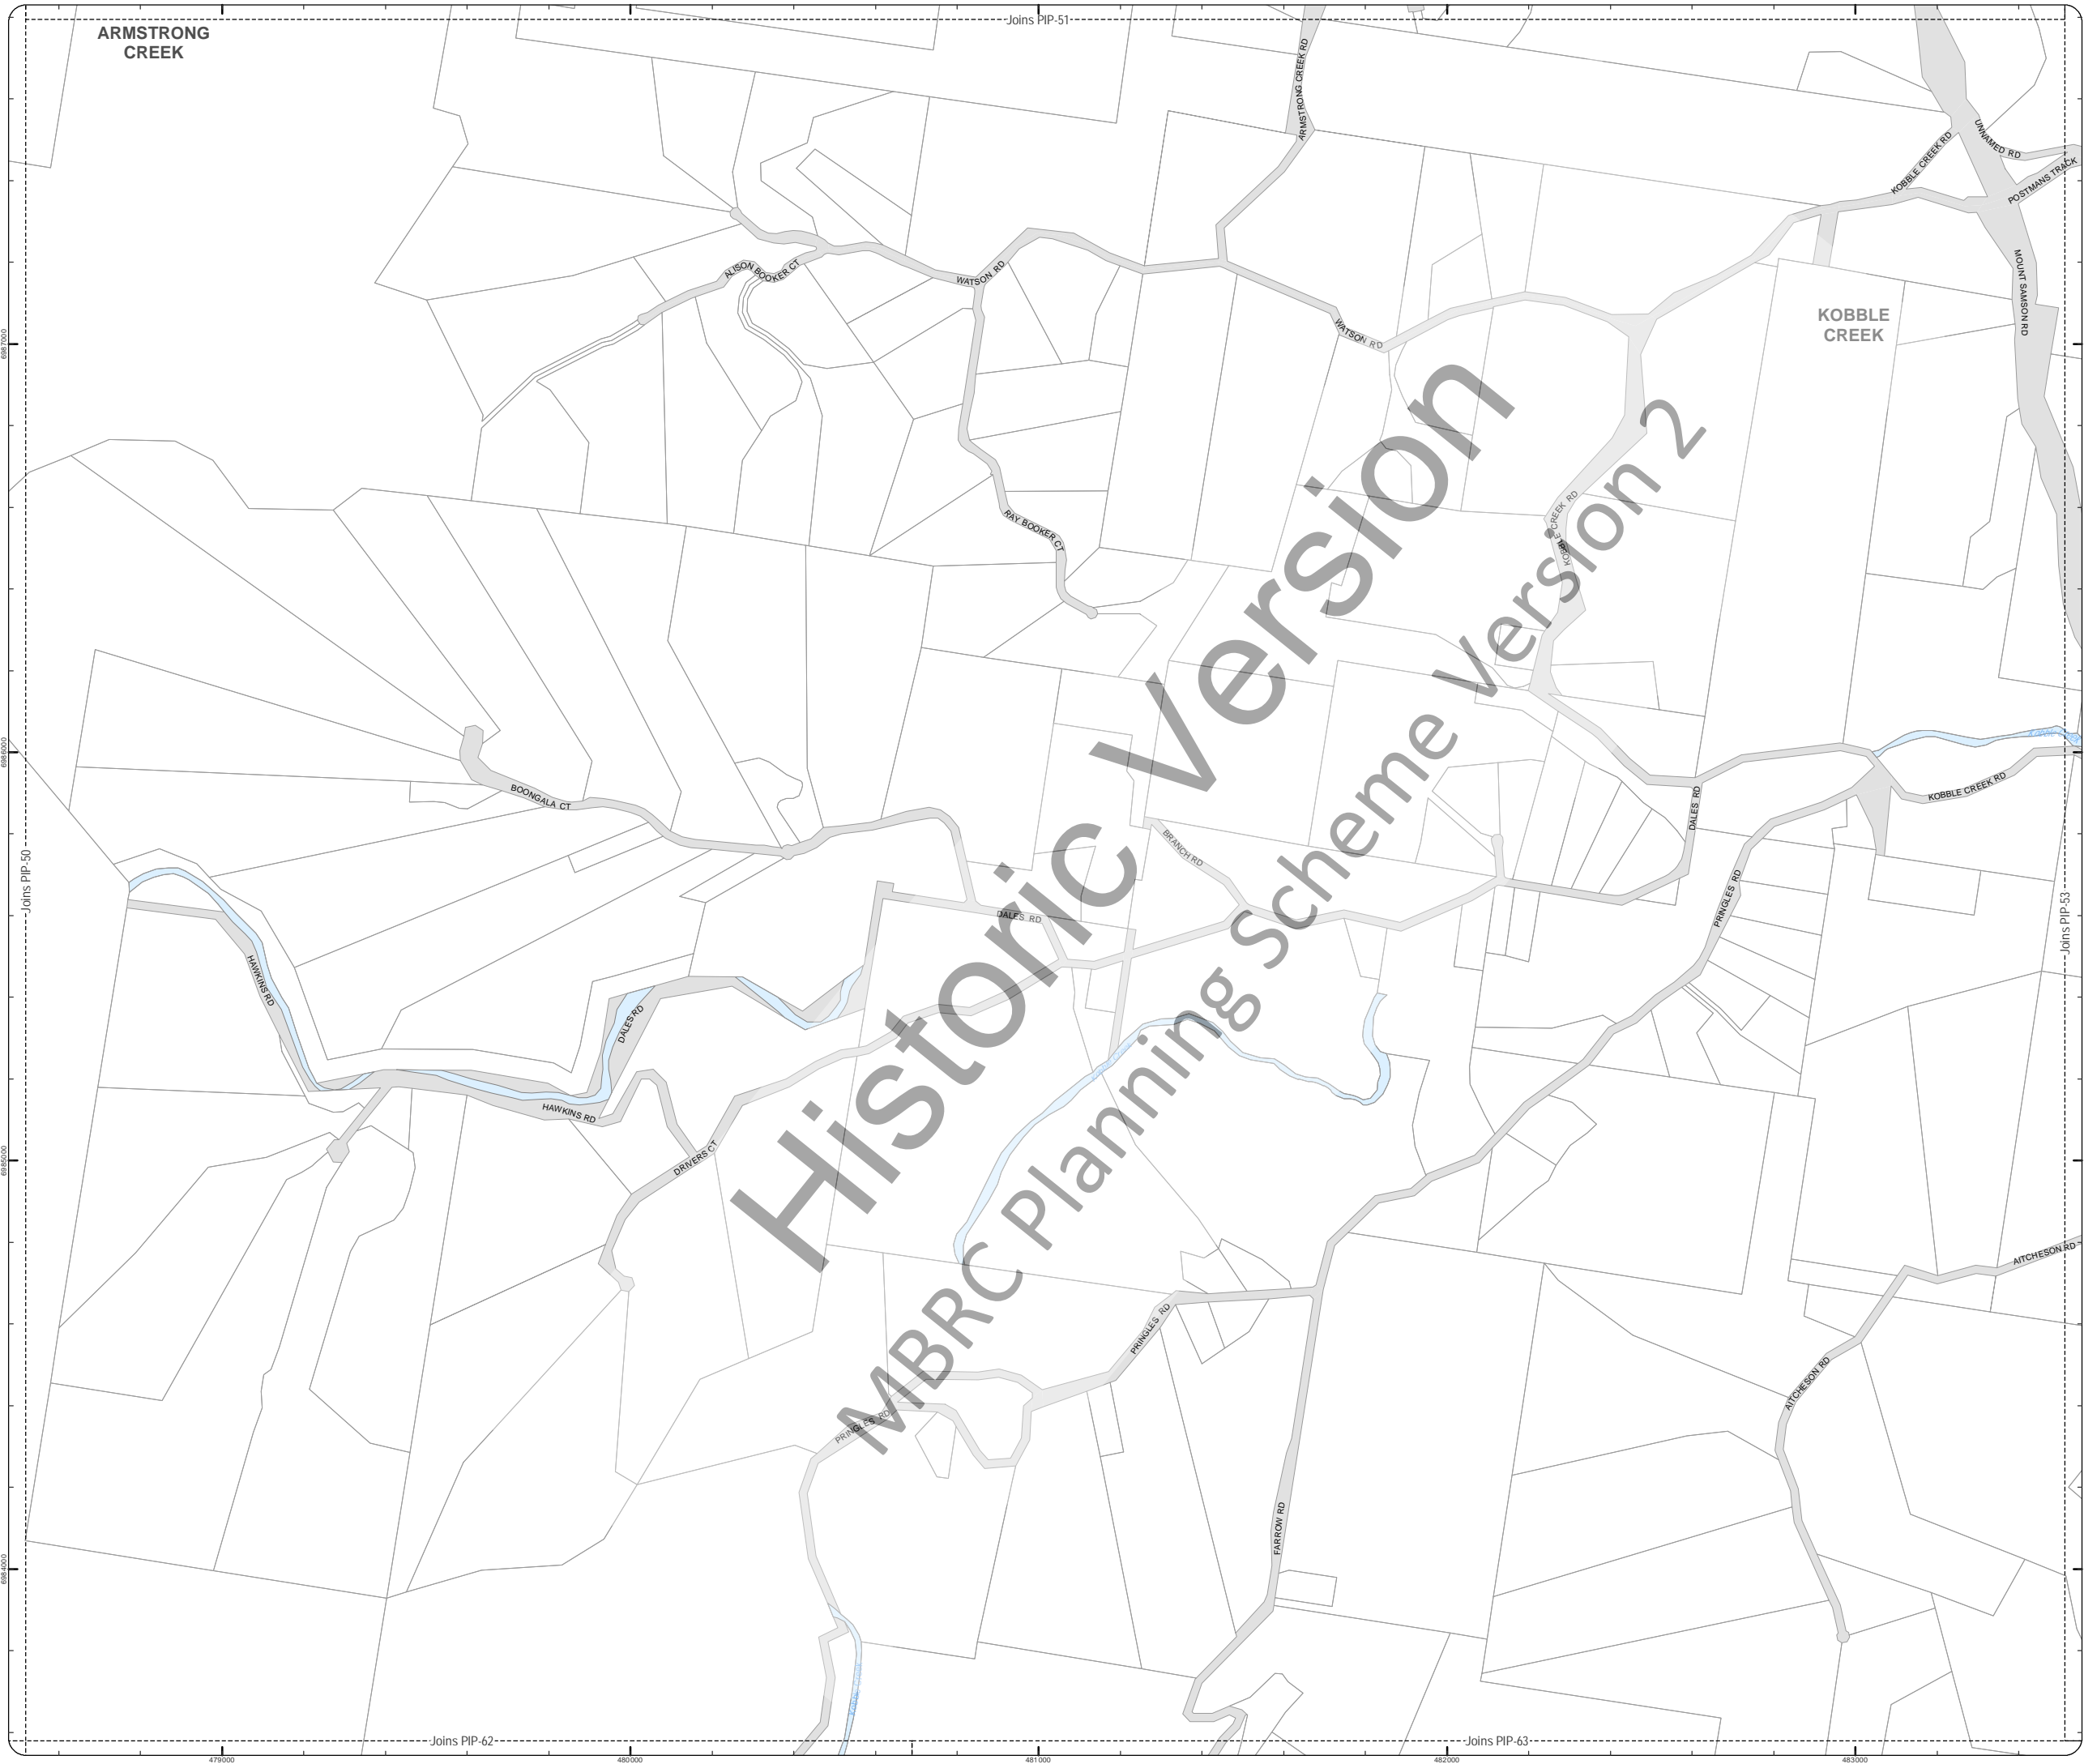 Joins PIP-51
ARMSTRONG
CREEK
ARMSTRONG CREEK RD
UNNAMED RD
KOBBLE CREEK RD
POSTMANS TRACK
ALISON BOOKER CT
WATSON RD
MOUNT SAMSON RD
KOBBLE
CREEK
WATSON RD
6987000
KOBBLE CREEK RD
RAY BOOKER CT
6986000
BOONGALA CT
KOBBLE CREEK RD
DALES RD
BRANCH RD
Joins PIP-50
PRINGLES RD
DALES RD
Joins PIP-53
HAWKINS RD
DALES RD
HAWKINS RD
DRIVERS CT
6985000
AITCHESON RD
PRINGLES RD
AITCHESON RD
PRINGLES RD
FARROW RD
6984000
Historic Version
MBRC Planning Scheme Version 2
Joins PIP-62
Joins PIP-63
479000
480000
481000
482000
483000